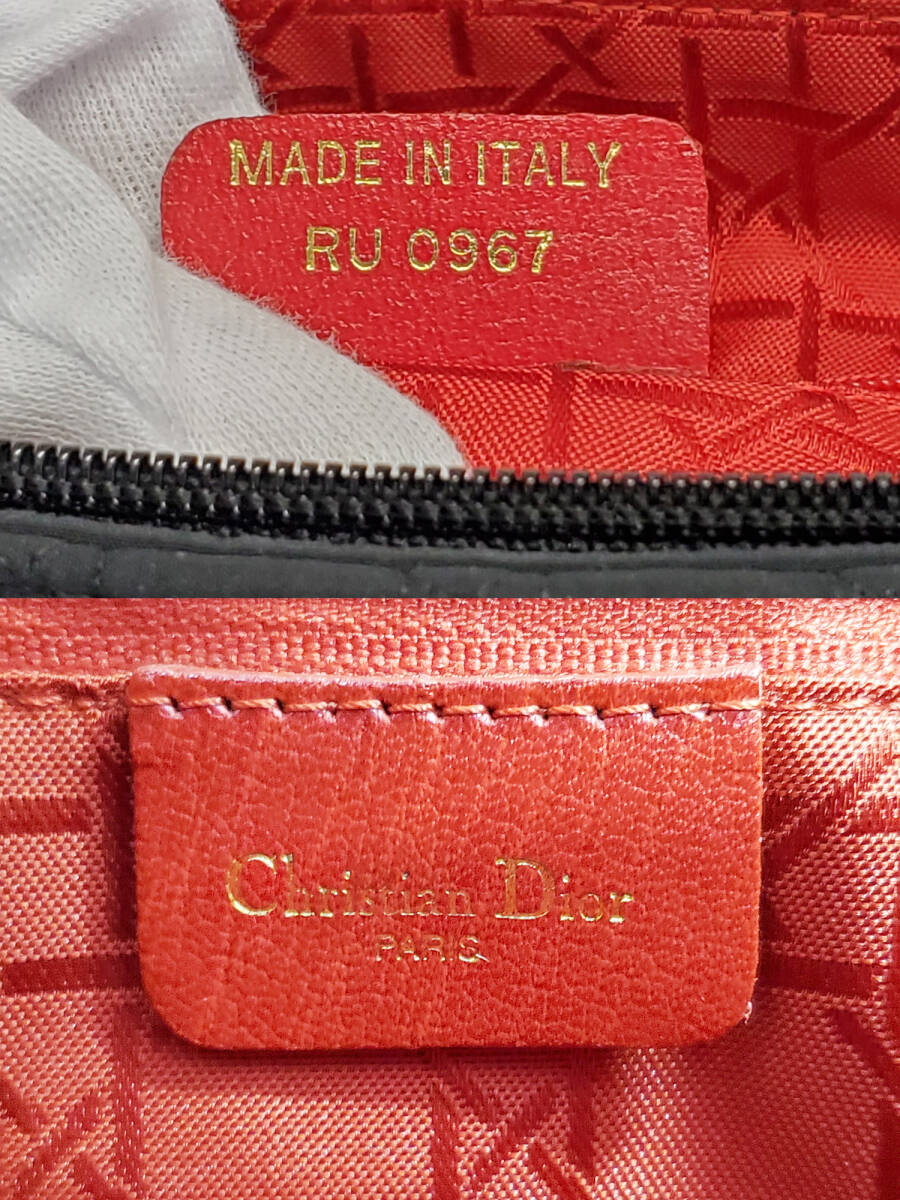 MADE IN ITALY
RU 0967
Christian Dior
PARIS